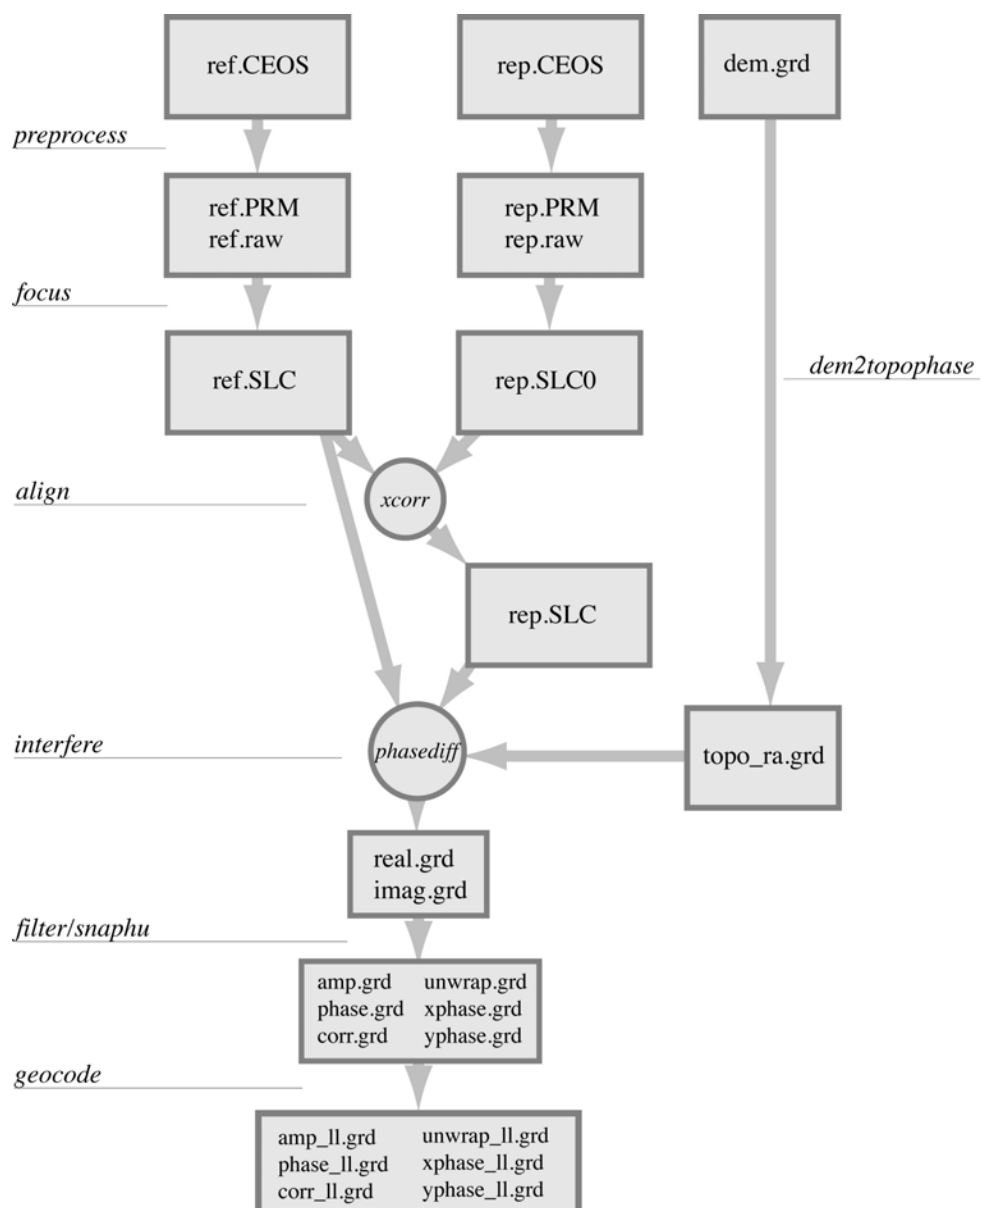 ref.CEOS
rep.CEOS
dem.grd
preprocess
ref.PRM
ref.raw
rep.PRM
rep.raw
focus
ref.SLC
rep.SLC0
dem2topophase
align
xcorr
rep.SLC
interfere
phasediff
topo_ra.grd
real.grd
imag.grd
filter/snaphu
amp.grd unwrap.grd
phase.grd xphase.grd
corr.grd yphase.grd
geocode
amp_ll.grd unwrap_ll.grd
phase_ll.grd xphase_ll.grd
corr_ll.grd yphase_ll.grd